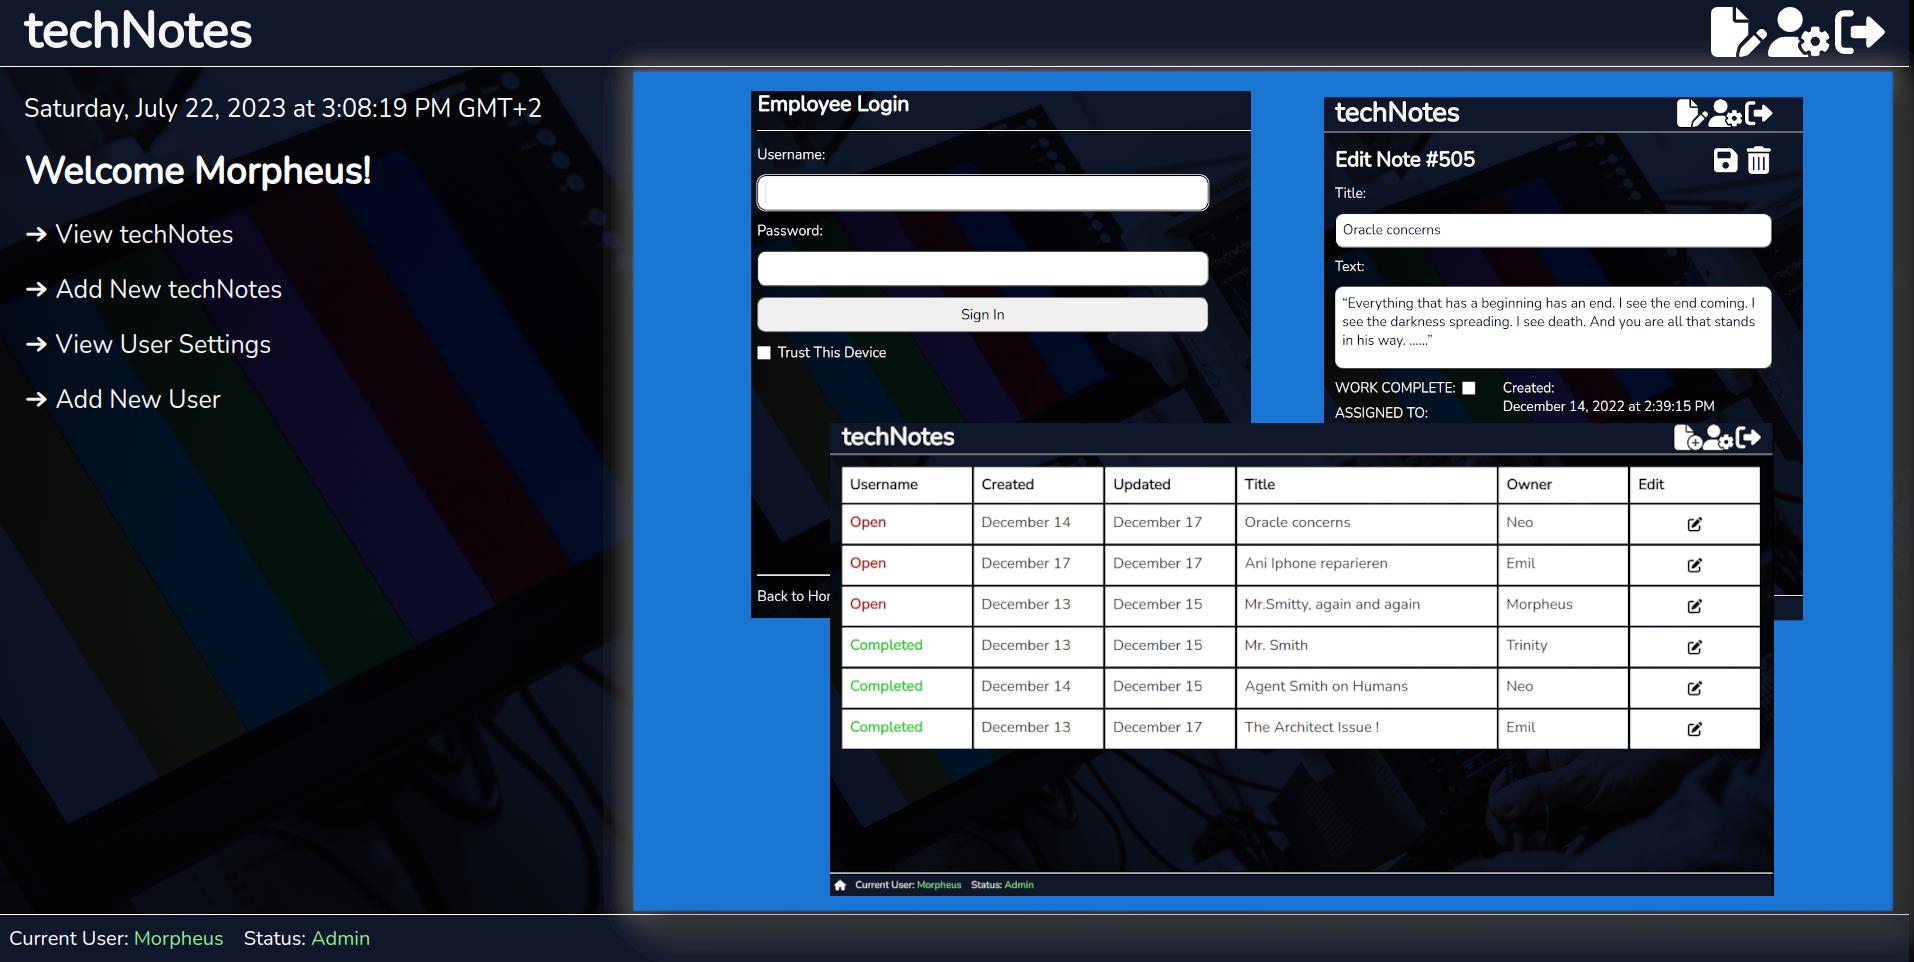 techNotes
Saturday, July 22, 2023 at 3:08:19 PM GMT+2
Welcome Morpheus!
View techNotes
Add New techNotes
View User Settings
Add New User
Employee Login
Username:
Password:
Sign In
Trust This Device
Back to Hor
techNotes
Edit Note #505
Title:
Oracle concerns
Text:
“Everything that has a beginning has an end. I see the end coming. I
see the darkness spreading. I see death. And you are all that stands
in his way. ......”
WORK COMPLETE:
Created:
December 14, 2022 at 2:39:15 PM
ASSIGNED TO:
techNotes
Username Created Updated Title Owner Edit
Open December 14 December 17 Oracle concerns Neo
Open December 17 December 17 Ani Iphone reparieren Emil
Open December 13 December 15 Mr.Smitty, again and again Morpheus
Completed December 13 December 15 Mr. Smith Trinity
Completed December 14 December 15 Agent Smith on Humans Neo
Completed December 13 December 17 The Architect Issue ! Emil
Current User: Morpheus Status: Admin
Current User: Morpheus Status: Admin